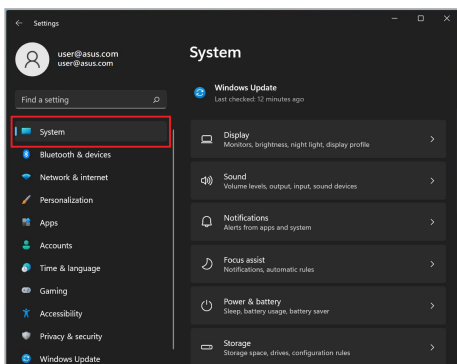 Settings
user@asus.com
user@asus.com
Find a setting
System
Bluetooth & devices
Network & internet
Personalization
Apps
Accounts
Time & language
Gaming
Accessibility
Privacy & security
Windows Update
System
Windows Update
Last checked: 12 minutes ago
Display
Monitors, brightness, night light, display profile
Sound
Volume levels, output, input, sound devices
Notifications
Alerts from apps and system
Focus assist
Notifications, automatic rules
Power & battery
Sleep, battery usage, battery saver
Storage
Storage space, drives, configuration rules